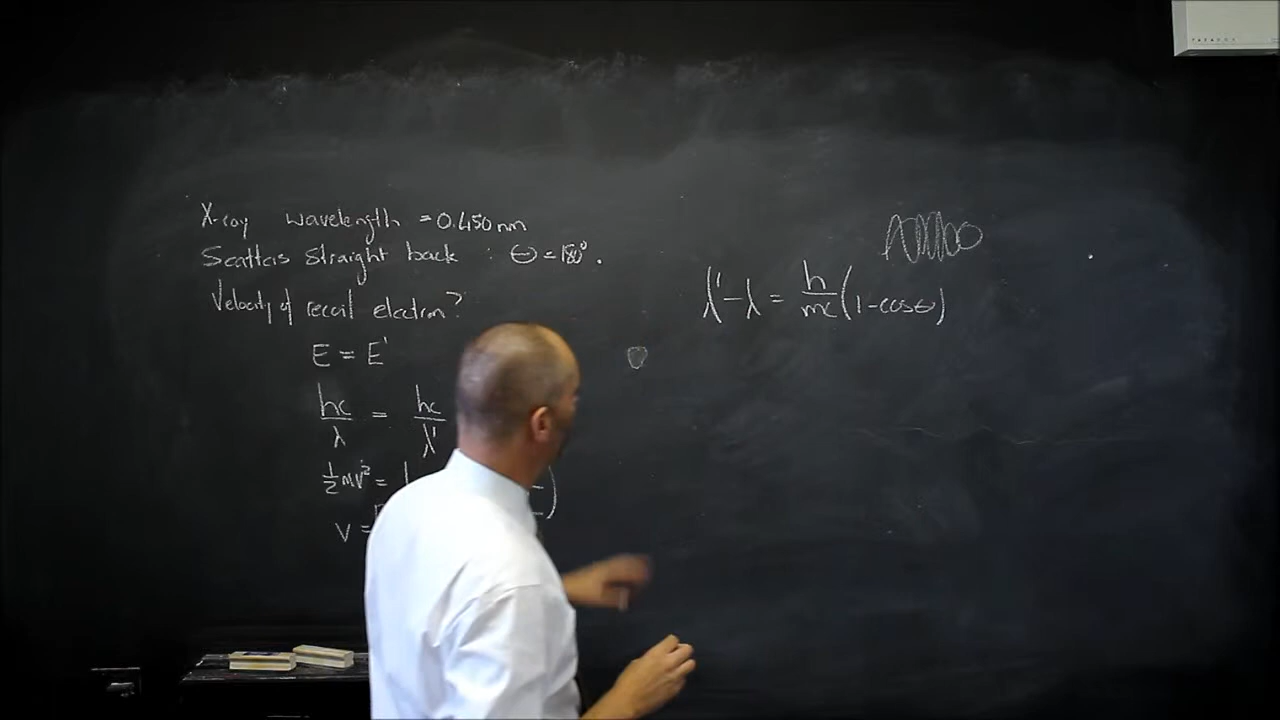 X-ray wavelength = 0.450 nm
Scatters straight back : θ = 180°.
Velocity of recoil electron?
E = E'
hc/λ = hc/λ'
½mv² =
v =
λ' - λ = h/mc (1-cosθ)
PARADOX